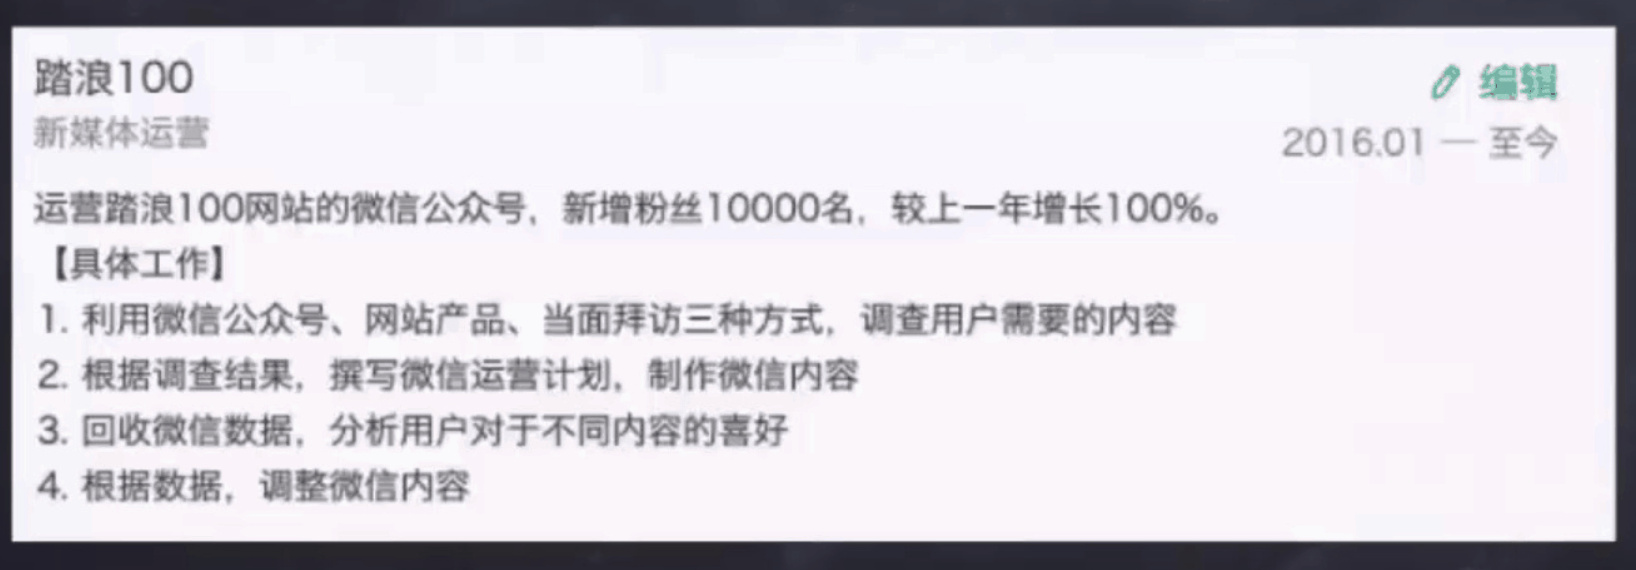 踏浪100
编辑
新媒体运营
2016.01 — 至今
运营踏浪100网站的微信公众号，新增粉丝10000名，较上一年增长100%。
【具体工作】
1. 利用微信公众号、网站产品、当面拜访三种方式，调查用户需要的内容
2. 根据调查结果，撰写微信运营计划，制作微信内容
3. 回收微信数据，分析用户对于不同内容的喜好
4. 根据数据，调整微信内容